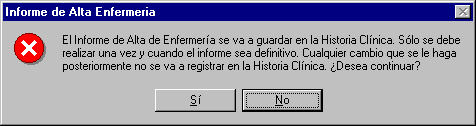 Informe de Alta Enfermeria
El Informe de Alta de Enfermería se va a guardar en la Historia Clínica. Sólo se debe
realizar una vez y cuando el informe sea definitivo. Cualquier cambio que se le haga
posteriormente no se va a registrar en la Historia Clínica. ¿Desea continuar?
Sí
No